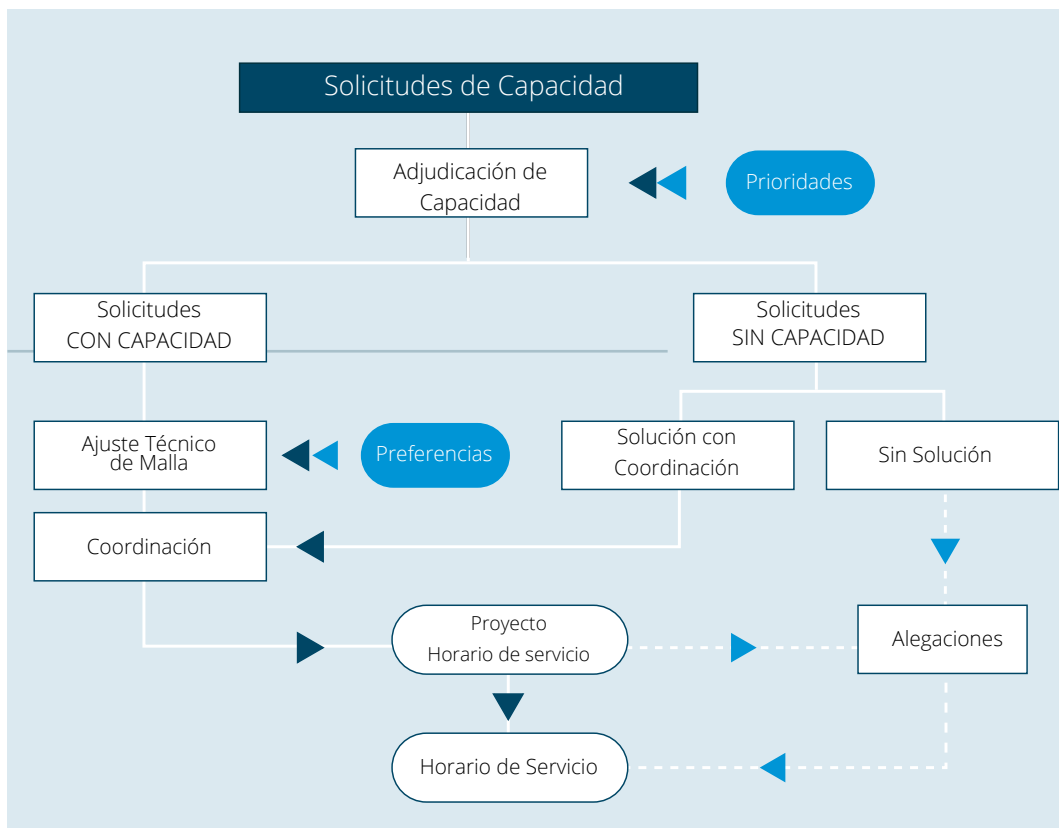 Solicitudes de Capacidad
Adjudicación de
Capacidad
Prioridades
Solicitudes
CON CAPACIDAD
Solicitudes
SIN CAPACIDAD
Ajuste Técnico
de Malla
Preferencias
Solución con
Coordinación
Sin Solución
Coordinación
Proyecto
Horario de servicio
Alegaciones
Horario de Servicio